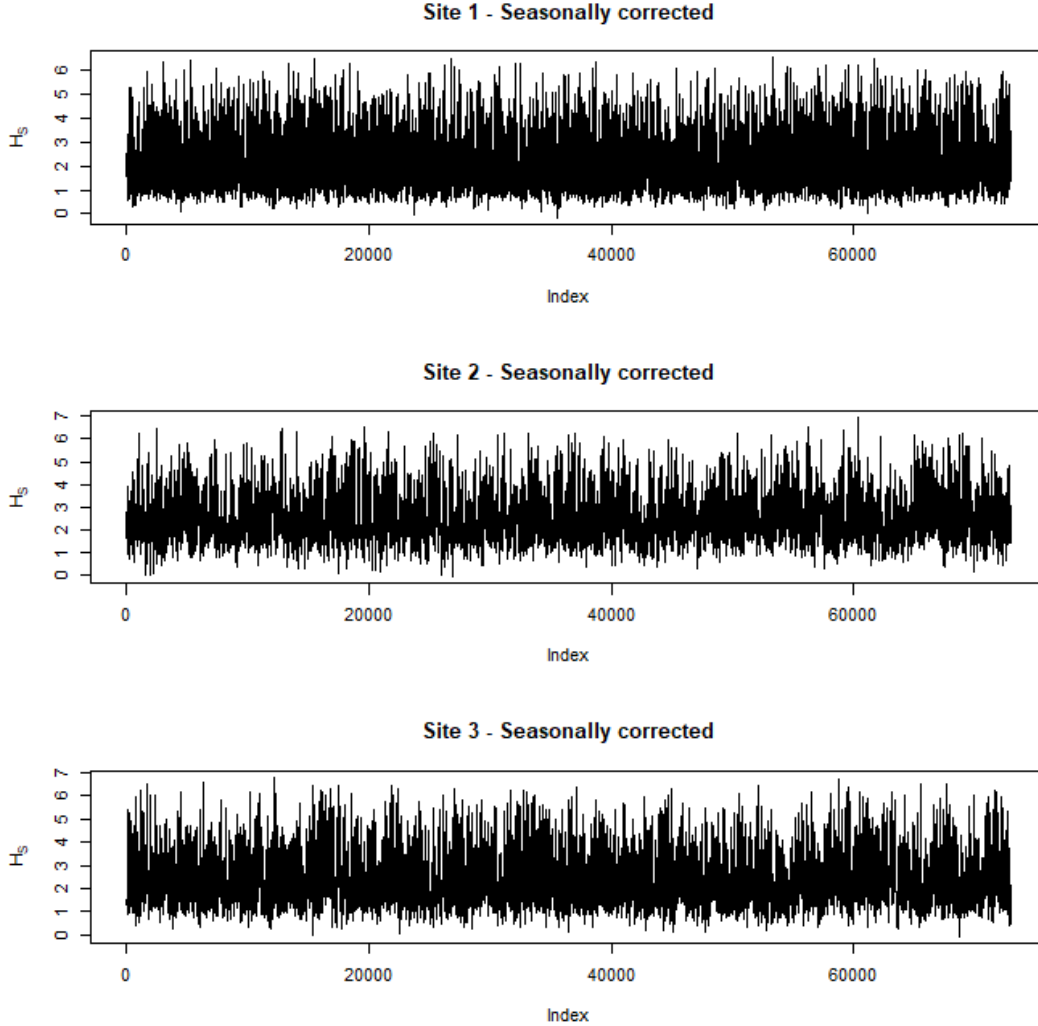 Site 1 - Seasonally corrected
6
5
4
3
2
1
0
Hs
0 20000 40000 60000
Index
Site 2 - Seasonally corrected
7
6
5
4
3
2
1
0
Hs
0 20000 40000 60000
Index
Site 3 - Seasonally corrected
7
6
5
4
3
2
1
0
Hs
0 20000 40000 60000
Index